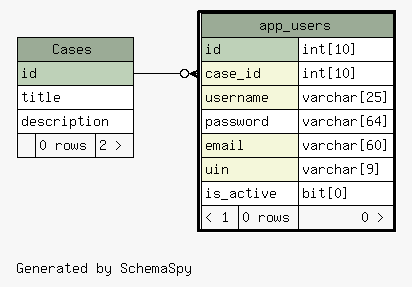 Cases
id
title
description
0 rows 2 >
app_users
id int[10]
case_id int[10]
username varchar[25]
password varchar[64]
email varchar[60]
uin varchar[9]
is_active bit[0]
< 1 0 rows 0 >
Generated by SchemaSpy